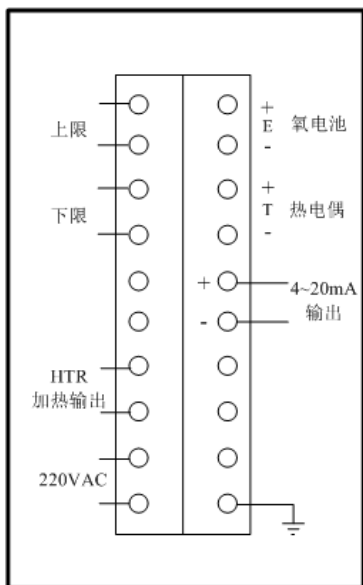 上限
下限
HTR
加热输出
220VAC
+
E 氧电池
-
+
T 热电偶
-
+
-
4~20mA
输出